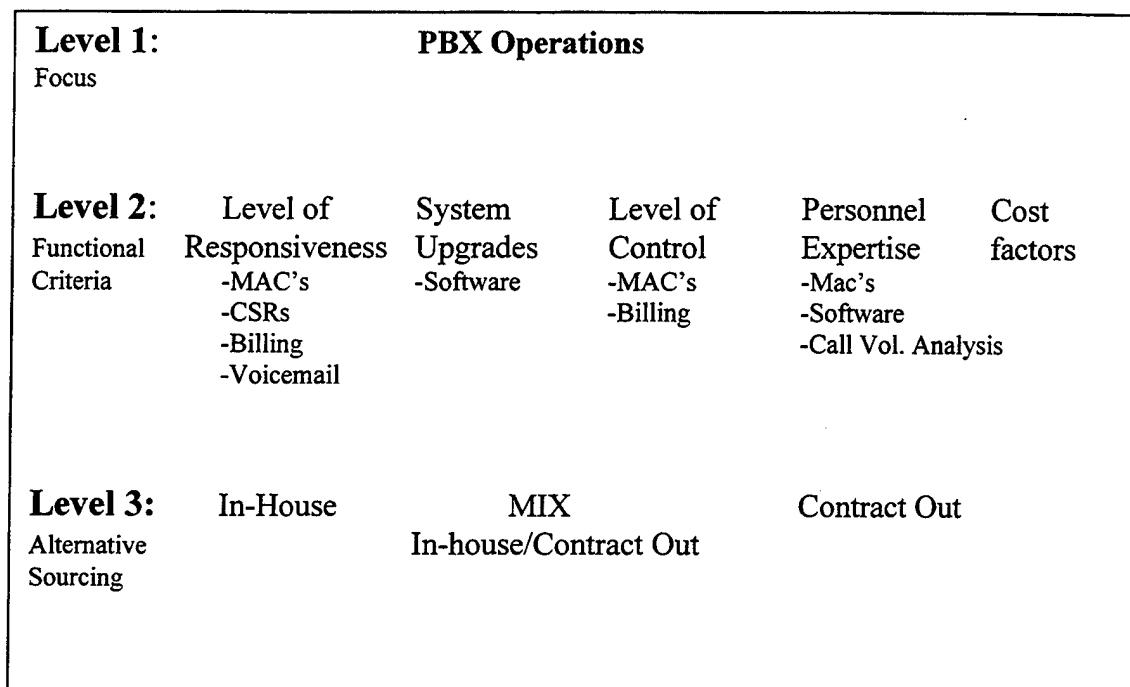 Level 1: PBX Operations
Focus
Level 2: Level of System Level of Personnel Cost
Functional Responsiveness Upgrades Control Expertise factors
Criteria -MAC's -Software -MAC's -Mac's
-CSRs -Billing -Software
-Billing -Call Vol. Analysis
-Voicemail
Level 3: In-House MIX Contract Out
Alternative In-house/Contract Out
Sourcing